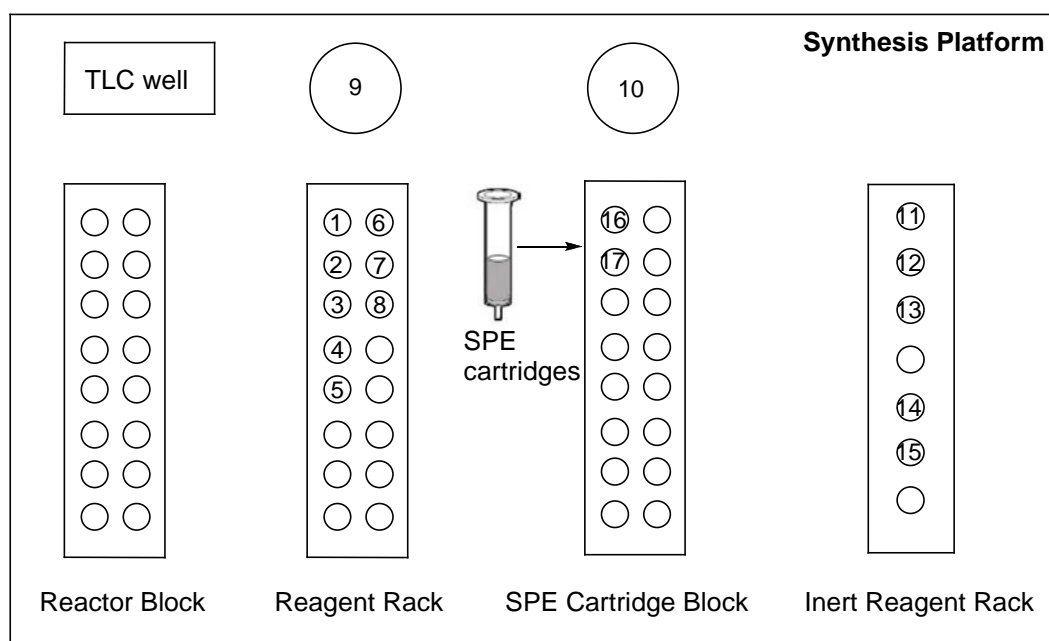 Synthesis Platform
TLC well
9
10
1 6
2 7
3 8
4
5
SPE
cartridges
16
17
11
12
13
14
15
Reactor Block
Reagent Rack
SPE Cartridge Block
Inert Reagent Rack